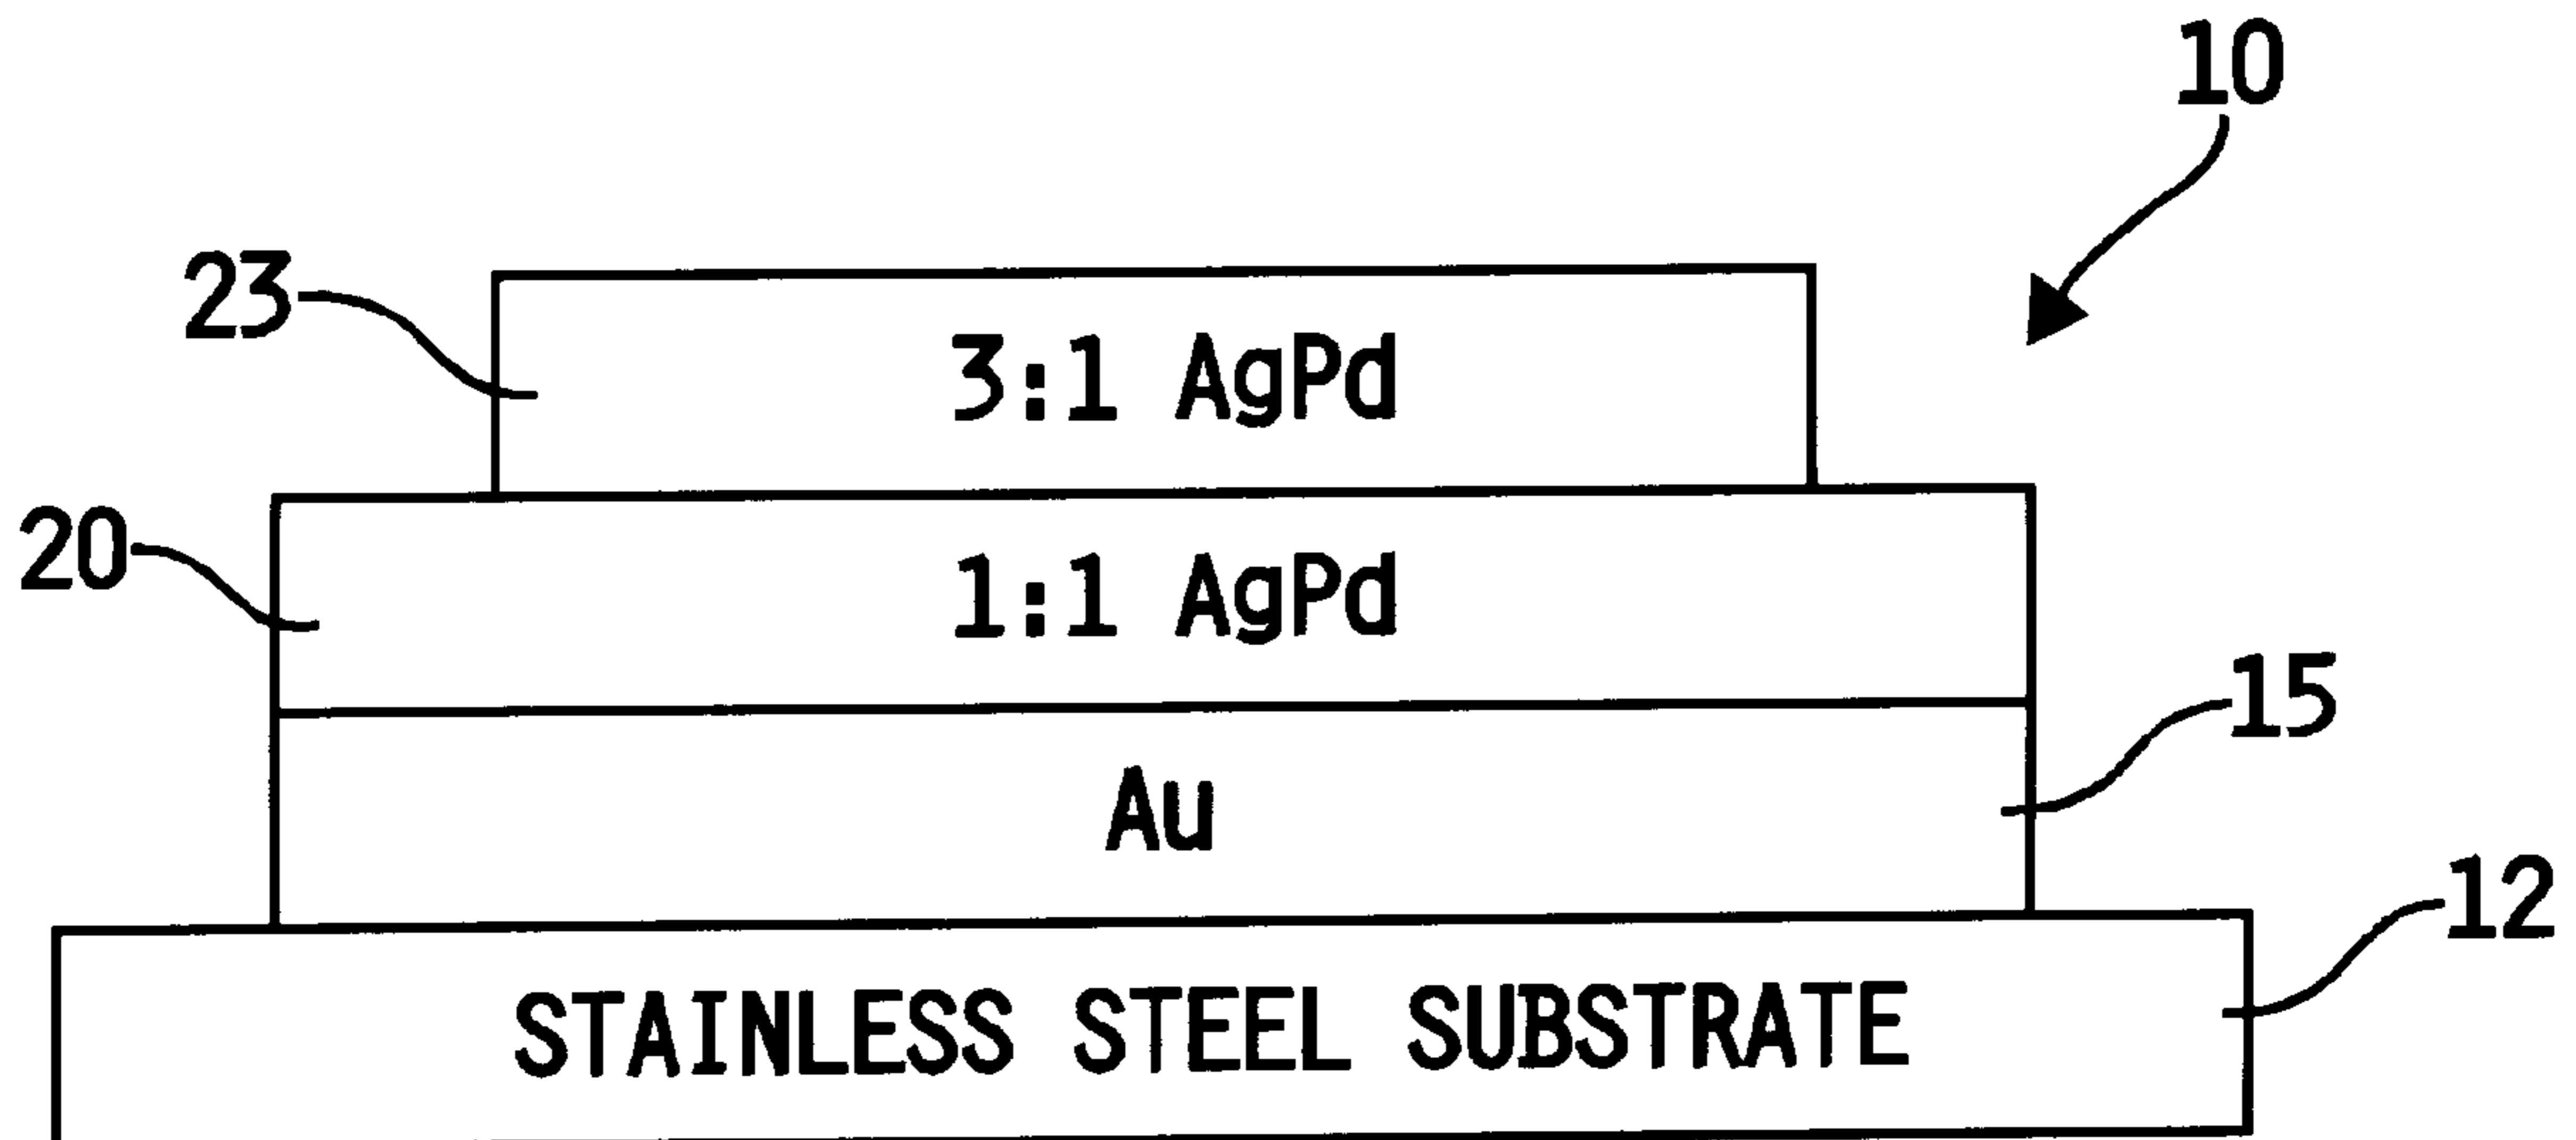 10
23
3:1 AgPd
20
1:1 AgPd
15
Au
12
STAINLESS STEEL SUBSTRATE